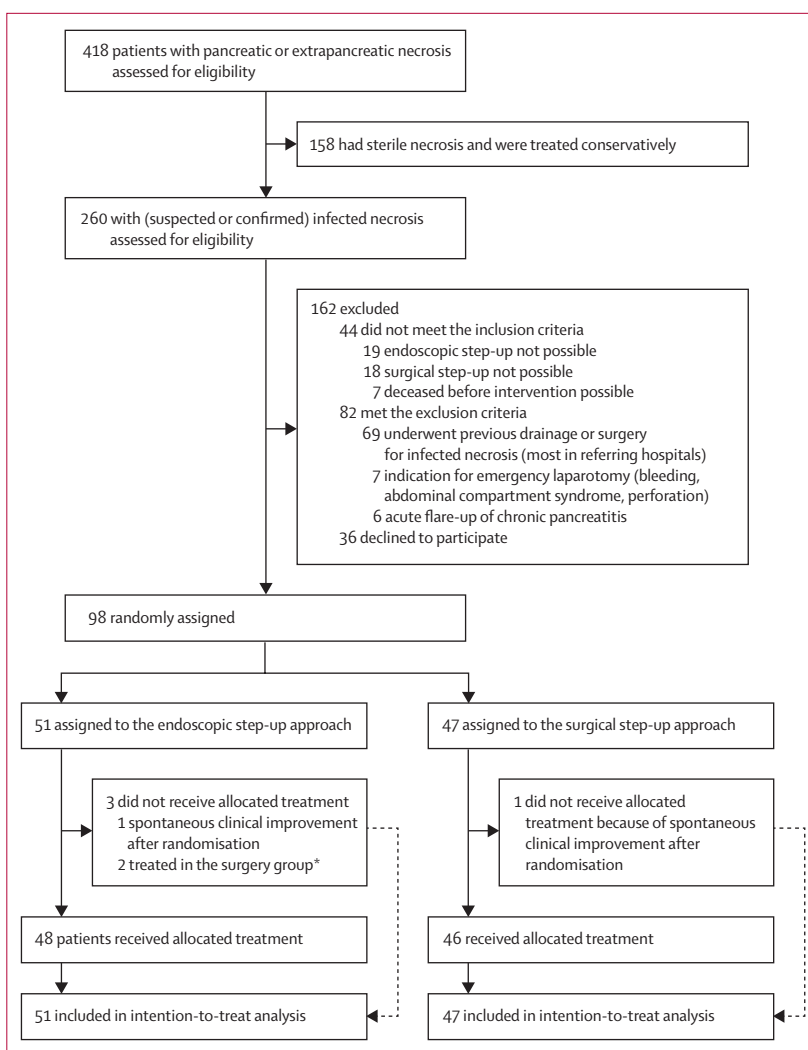 418 patients with pancreatic or extrapancreatic necrosis
assessed for eligibility
158 had sterile necrosis and were treated conservatively
260 with (suspected or confirmed) infected necrosis
assessed for eligibility
162 excluded
44 did not meet the inclusion criteria
19 endoscopic step-up not possible
18 surgical step-up not possible
7 deceased before intervention possible
82 met the exclusion criteria
69 underwent previous drainage or surgery
for infected necrosis (most in referring hospitals)
7 indication for emergency laparotomy (bleeding,
abdominal compartment syndrome, perforation)
6 acute flare-up of chronic pancreatitis
36 declined to participate
98 randomly assigned
51 assigned to the endoscopic step-up approach
47 assigned to the surgical step-up approach
3 did not receive allocated treatment
1 spontaneous clinical improvement
after randomisation
2 treated in the surgery group*
1 did not receive allocated
treatment because of spontaneous
clinical improvement after
randomisation
48 patients received allocated treatment
46 received allocated treatment
51 included in intention-to-treat analysis
47 included in intention-to-treat analysis